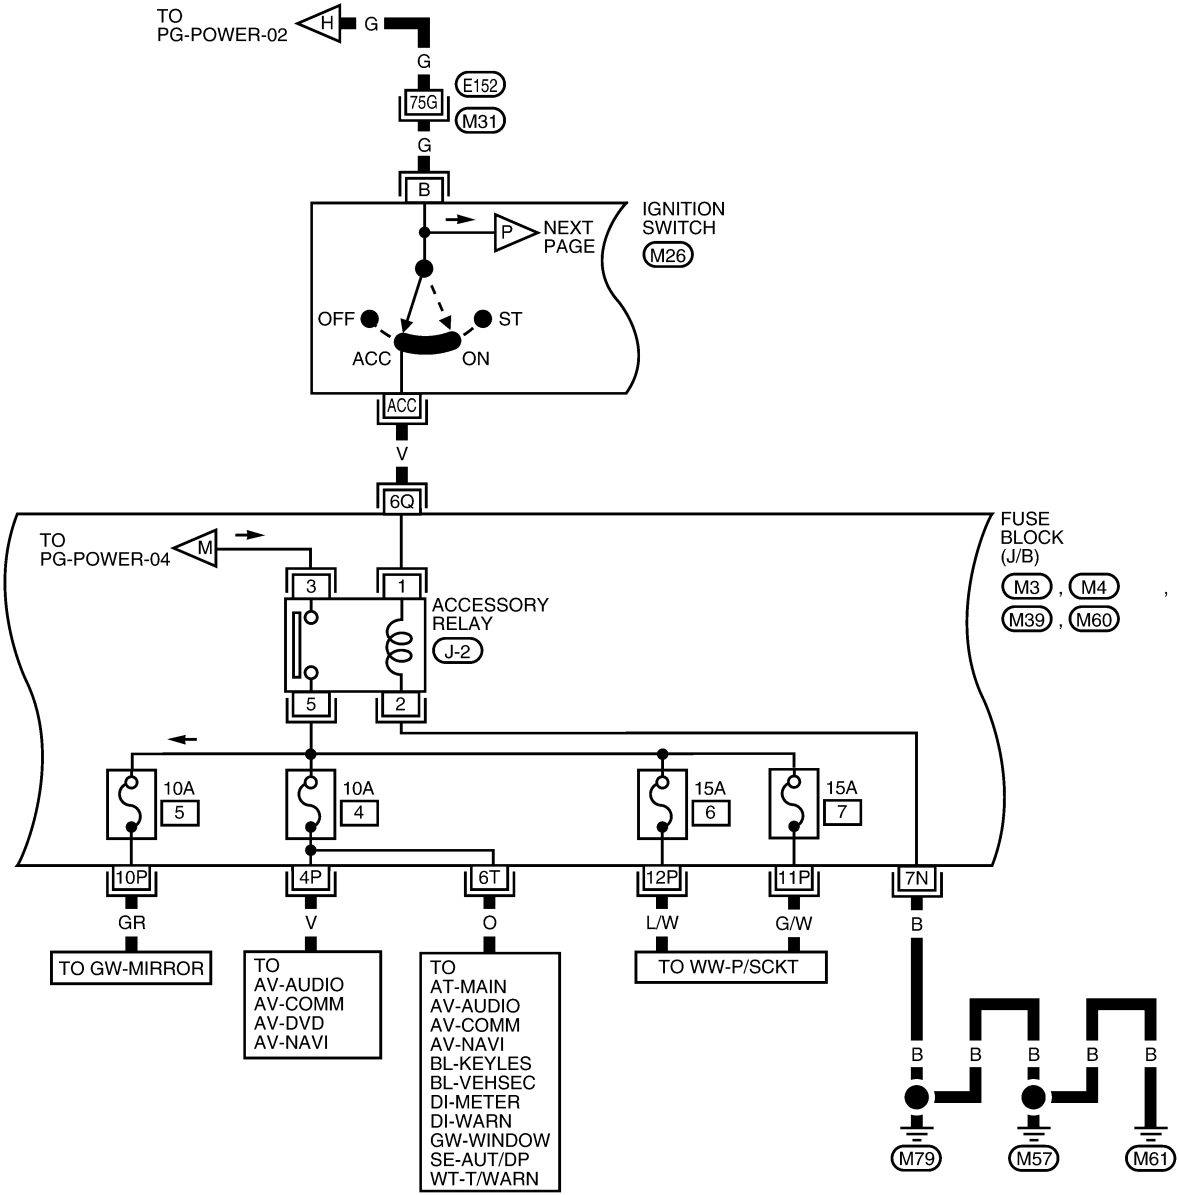 TO
PG-POWER-02
H
G
G
75G
E152
M31
G
B
IGNITION
SWITCH
M26
P
NEXT
PAGE
OFF
ST
ACC
ON
ACC
V
6Q
FUSE
BLOCK
(J/B)
M3 , M4 ,
M39 , M60
TO
PG-POWER-04
M
3
1
ACCESSORY
RELAY
J-2
5
2
10A
5
10A
4
15A
6
15A
7
10P
4P
6T
12P
11P
7N
GR
V
O
L/W
G/W
B
TO GW-MIRROR
TO
AV-AUDIO
AV-COMM
AV-DVD
AV-NAVI
TO
AT-MAIN
AV-AUDIO
AV-COMM
AV-NAVI
BL-KEYLES
BL-VEHSEC
DI-METER
DI-WARN
GW-WINDOW
SE-AUT/DP
WT-T/WARN
TO WW-P/SCKT
B
B
B
B
B
M79
M57
M61